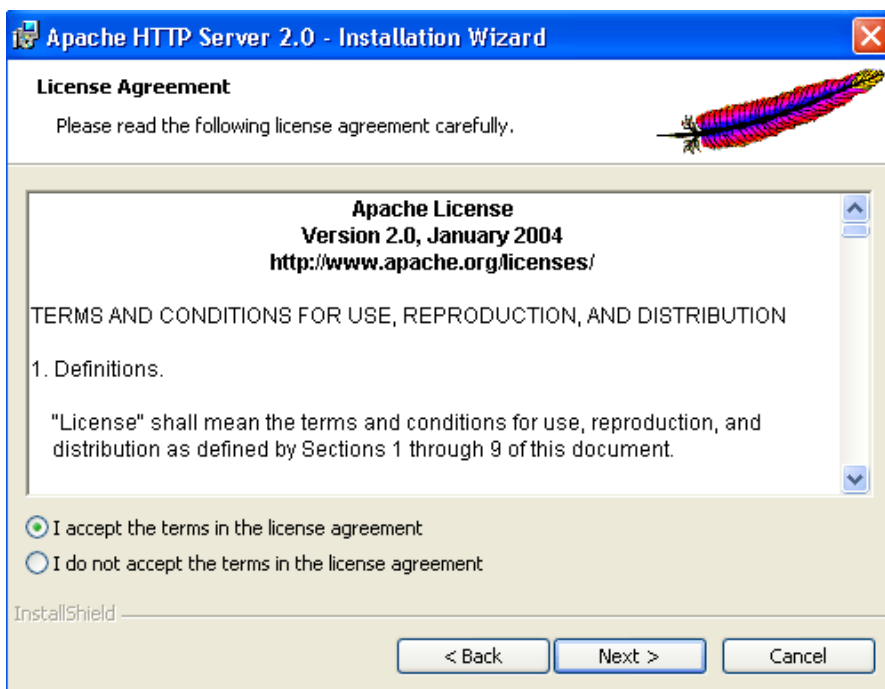 Apache HTTP Server 2.0 - Installation Wizard
License Agreement
Please read the following license agreement carefully.
Apache License
Version 2.0, January 2004
http://www.apache.org/licenses/
TERMS AND CONDITIONS FOR USE, REPRODUCTION, AND DISTRIBUTION
1. Definitions.
"License" shall mean the terms and conditions for use, reproduction, and
distribution as defined by Sections 1 through 9 of this document.
I accept the terms in the license agreement
I do not accept the terms in the license agreement
InstallShield
< Back
Next >
Cancel